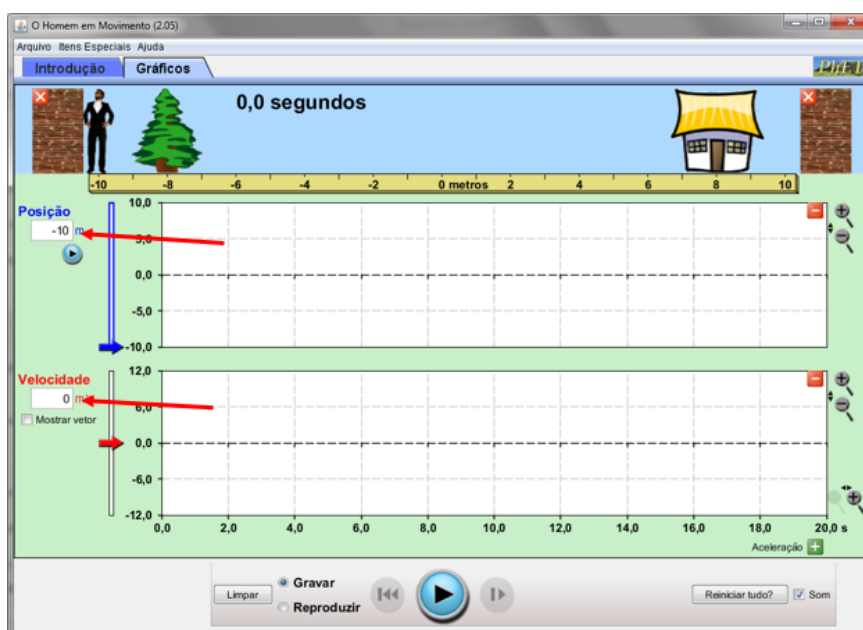 O Homem em Movimento (2.05)
Arquivo Itens Especiais Ajuda
Introdução Gráficos
PhET
0,0 segundos
-10 -8 -6 -4 -2 0 metros 2 4 6 8 10
Posição
-10 m
10,0
5,0
0,0
-5,0
-10,0
Velocidade
0 m/s
Mostrar vetor
12,0
6,0
0,0
-6,0
-12,0
0,0 2,0 4,0 6,0 8,0 10,0 12,0 14,0 16,0 18,0 20,0 s
Aceleração
Limpar
Gravar
Reproduzir
Reiniciar tudo?
Som